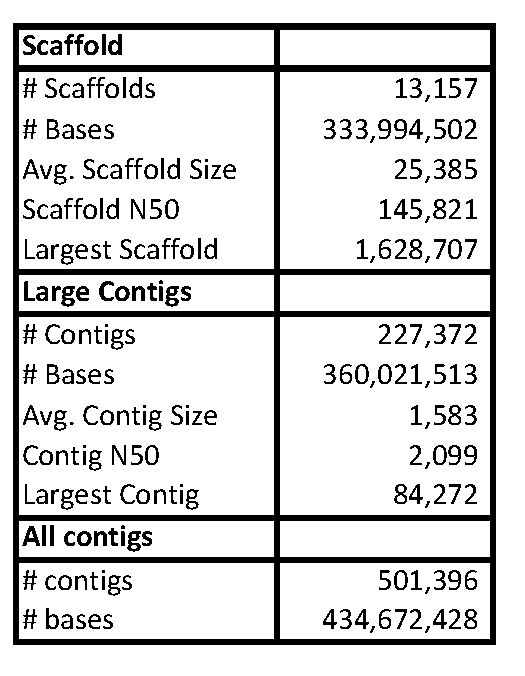 Scaffold
# Scaffolds 13,157
# Bases 333,994,502
Avg. Scaffold Size 25,385
Scaffold N50 145,821
Largest Scaffold 1,628,707
Large Contigs
# Contigs 227,372
# Bases 360,021,513
Avg. Contig Size 1,583
Contig N50 2,099
Largest Contig 84,272
All contigs
# contigs 501,396
# bases 434,672,428